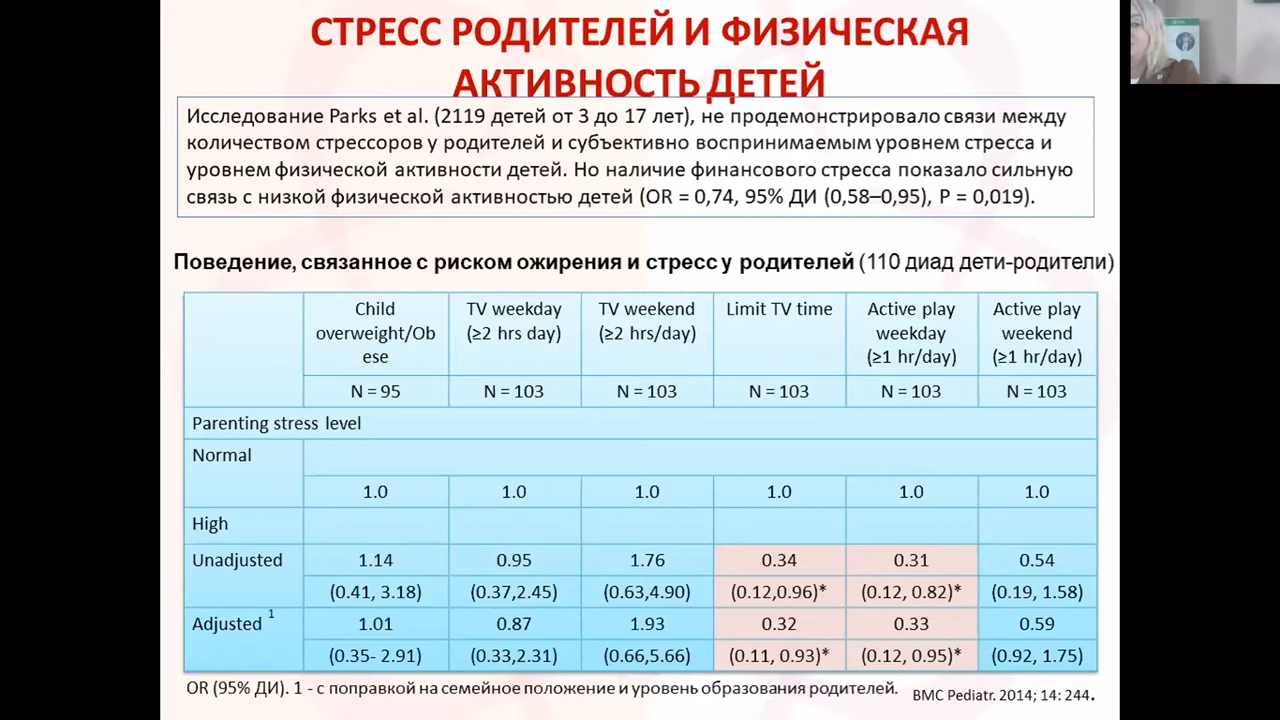 СТРЕСС РОДИТЕЛЕЙ И ФИЗИЧЕСКАЯ
АКТИВНОСТЬ ДЕТЕЙ
Исследование Parks et al. (2119 детей от 3 до 17 лет), не продемонстрировало связи между
количеством стрессоров у родителей и субъективно воспринимаемым уровнем стресса и
уровнем физической активности детей. Но наличие финансового стресса показало сильную
связь с низкой физической активностью детей (OR = 0,74, 95% ДИ (0,58–0,95), P = 0,019).
Поведение, связанное с риском ожирения и стресс у родителей (110 диад дети-родители)
Child overweight/Ob ese TV weekday (≥2 hrs day) TV weekend (≥2 hrs/day) Limit TV time Active play weekday (≥1 hr/day) Active play weekend (≥1 hr/day)
N = 95 N = 103 N = 103 N = 103 N = 103 N = 103
Parenting stress level
Normal
1.0 1.0 1.0 1.0 1.0 1.0
High
Unadjusted 1.14 0.95 1.76 0.34 0.31 0.54
(0.41, 3.18) (0.37,2.45) (0.63,4.90) (0.12,0.96)* (0.12, 0.82)* (0.19, 1.58)
Adjusted 1 1.01 0.87 1.93 0.32 0.33 0.59
(0.35- 2.91) (0.33,2.31) (0.66,5.66) (0.11, 0.93)* (0.12, 0.95)* (0.92, 1.75)
OR (95% ДИ). 1 - с поправкой на семейное положение и уровень образования родителей.
BMC Pediatr. 2014; 14: 244.